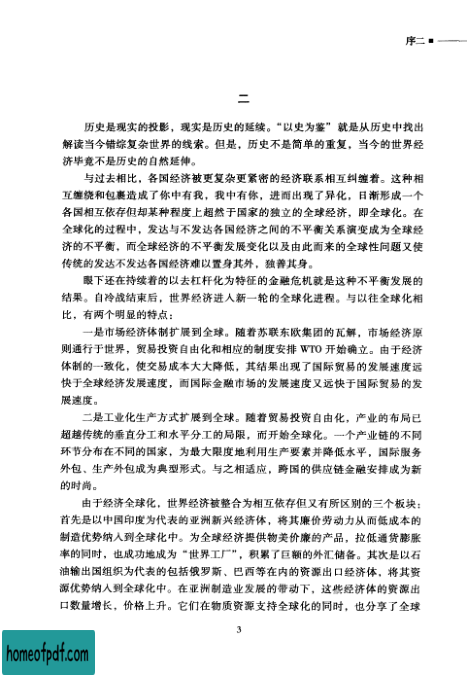 序二 ■
二
历史是现实的投影，现实是历史的延续。“以史为鉴”就是从历史中找出
解读当今错综复杂世界的线索。但是，历史不是简单的重复，当今的世界经
济毕竟不是历史的自然延伸。
与过去相比，各国经济被更复杂更紧密的经济联系相互纠缠着。这种相
互缠绕和包裹造成了你中有我，我中有你，进而出现了异化，日渐形成一个
各国相互依存但却某种程度上超然于国家的独立的全球经济，即全球化。在
全球化的过程中，发达与不发达各国经济之间的不平衡关系演变成为全球经
济的不平衡，而全球经济的不平衡发展变化以及由此而来的全球性问题又使
传统的发达不发达各国经济难以置身其外，独善其身。
眼下还在持续着的以去杠杆化为特征的金融危机就是这种不平衡发展的
结果。自冷战结束后，世界经济进入新一轮的全球化进程。与以往全球化相
比，有两个明显的特点：
一是市场经济体制扩展到全球。随着苏联东欧集团的瓦解，市场经济原
则通行于世界，贸易投资自由化和相应的制度安排 WTO 开始确立。由于经济
体制的一致化，使交易成本大大降低，其结果出现了国际贸易的发展速度远
快于全球经济发展速度，而国际金融市场的发展速度又远快于国际贸易的发
展速度。
二是工业化生产方式扩展到全球。随着贸易投资自由化，产业的布局已
超越传统的垂直分工和水平分工的局限，而开始全球化。一个产业链的不同
环节分布在不同的国家，为最大限度地利用生产要素并降低水平，国际服务
外包、生产外包成为典型形式。与之相适应，跨国的供应链金融安排成为新
的时尚。
由于经济全球化，世界经济被整合为相互依存但又有所区别的三个板块：
首先是以中国印度为代表的亚洲新兴经济体，将其廉价劳动力从而低成本的
制造优势纳入到全球化中。为全球经济提供物美价廉的产品，拉低通货膨胀
率的同时，也成功地成为“世界工厂”，积累了巨额的外汇储备。其次是以石
油输出国组织为代表的包括俄罗斯、巴西等在内的资源出口经济体，将其资
源优势纳入到全球化中。在亚洲制造业发展的带动下，这些经济体的资源出
口数量增长，价格上升。它们在物质资源支持全球化的同时，也分享了全球
3
homeofpdf.com